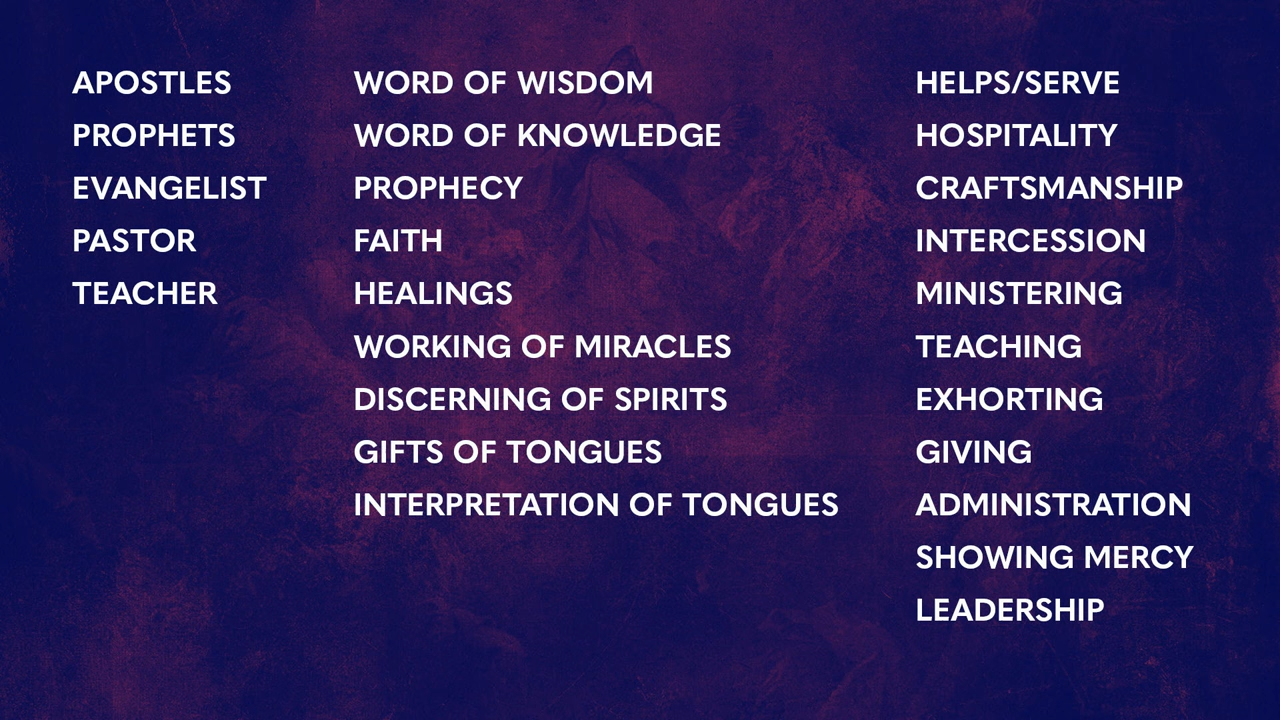 APOSTLES
PROPHETS
EVANGELIST
PASTOR
TEACHER
WORD OF WISDOM
WORD OF KNOWLEDGE
PROPHECY
FAITH
HEALINGS
WORKING OF MIRACLES
DISCERNING OF SPIRITS
GIFTS OF TONGUES
INTERPRETATION OF TONGUES
HELPS/SERVE
HOSPITALITY
CRAFTSMANSHIP
INTERCESSION
MINISTERING
TEACHING
EXHORTING
GIVING
ADMINISTRATION
SHOWING MERCY
LEADERSHIP